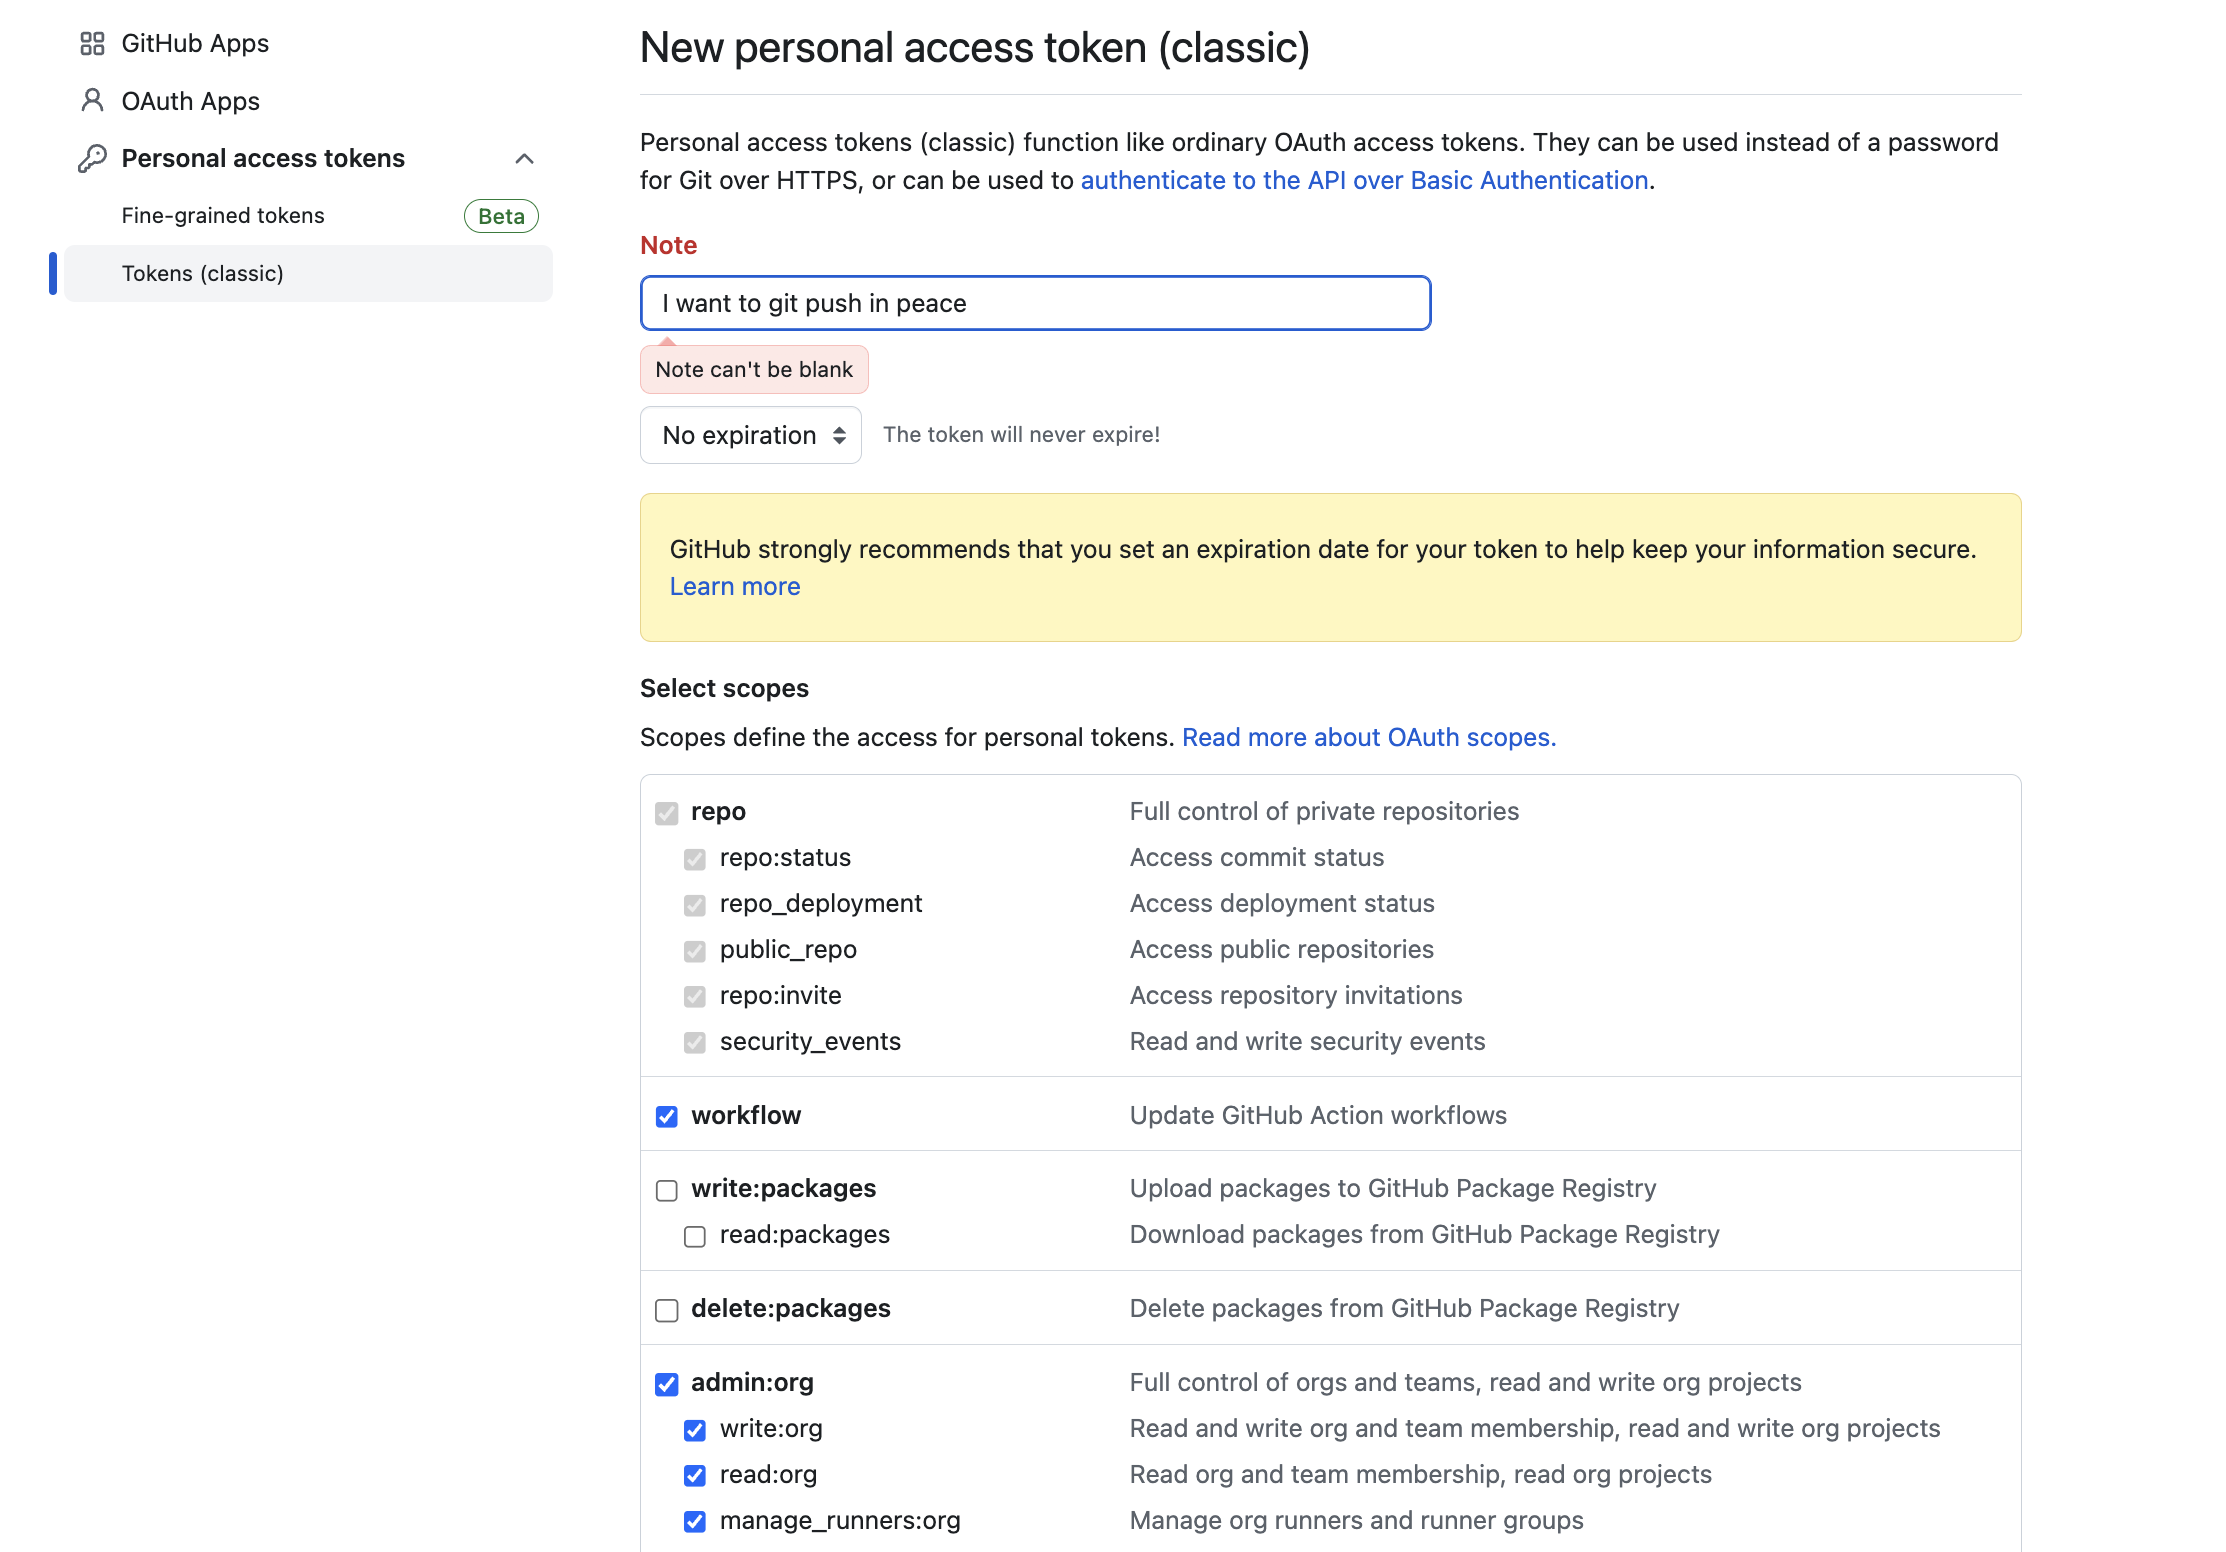 GitHub Apps
OAuth Apps
Personal access tokens
Fine-grained tokens Beta
Tokens (classic)
New personal access token (classic)
Personal access tokens (classic) function like ordinary OAuth access tokens. They can be used instead of a password
for Git over HTTPS, or can be used to authenticate to the API over Basic Authentication.
Note
I want to git push in peace
Note can't be blank
No expiration The token will never expire!
GitHub strongly recommends that you set an expiration date for your token to help keep your information secure.
Learn more
Select scopes
Scopes define the access for personal tokens. Read more about OAuth scopes.
repo Full control of private repositories
repo:status Access commit status
repo_deployment Access deployment status
public_repo Access public repositories
repo:invite Access repository invitations
security_events Read and write security events
workflow Update GitHub Action workflows
write:packages Upload packages to GitHub Package Registry
read:packages Download packages from GitHub Package Registry
delete:packages Delete packages from GitHub Package Registry
admin:org Full control of orgs and teams, read and write org projects
write:org Read and write org and team membership, read and write org projects
read:org Read org and team membership, read org projects
manage_runners:org Manage org runners and runner groups